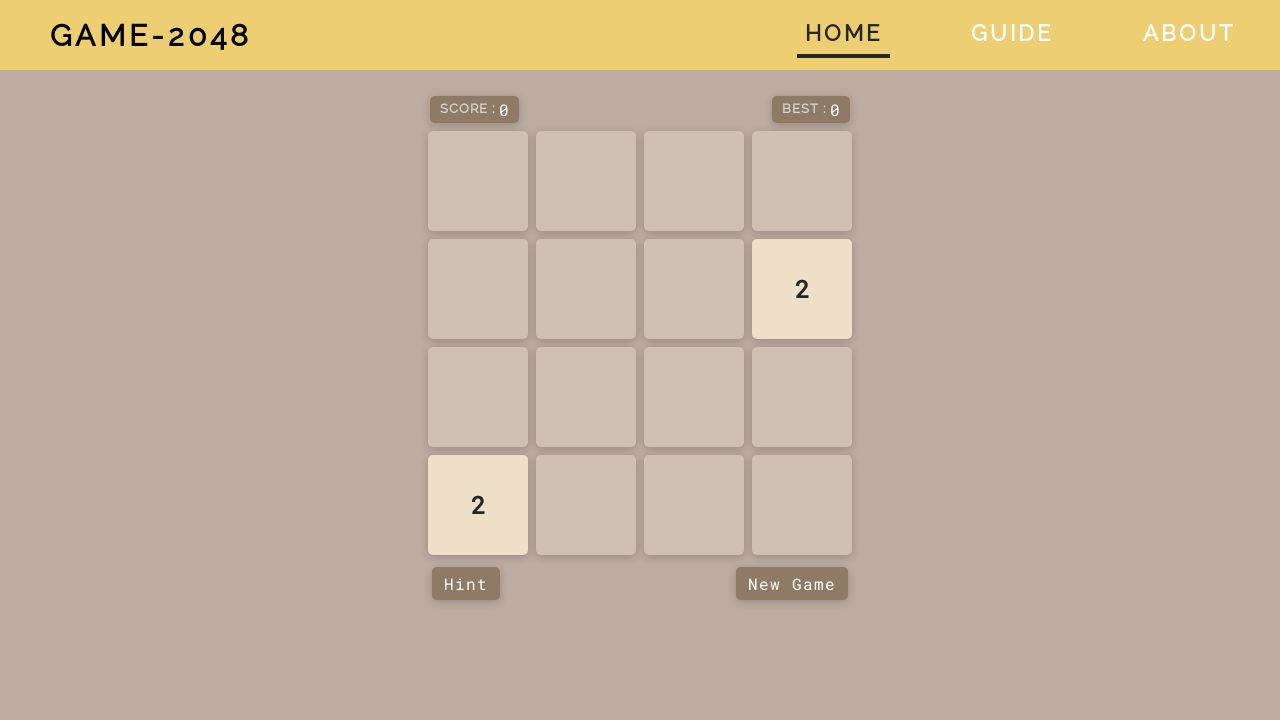 GAME-2048
HOME GUIDE ABOUT
SCORE : 0
BEST : 0
2
2
Hint
New Game